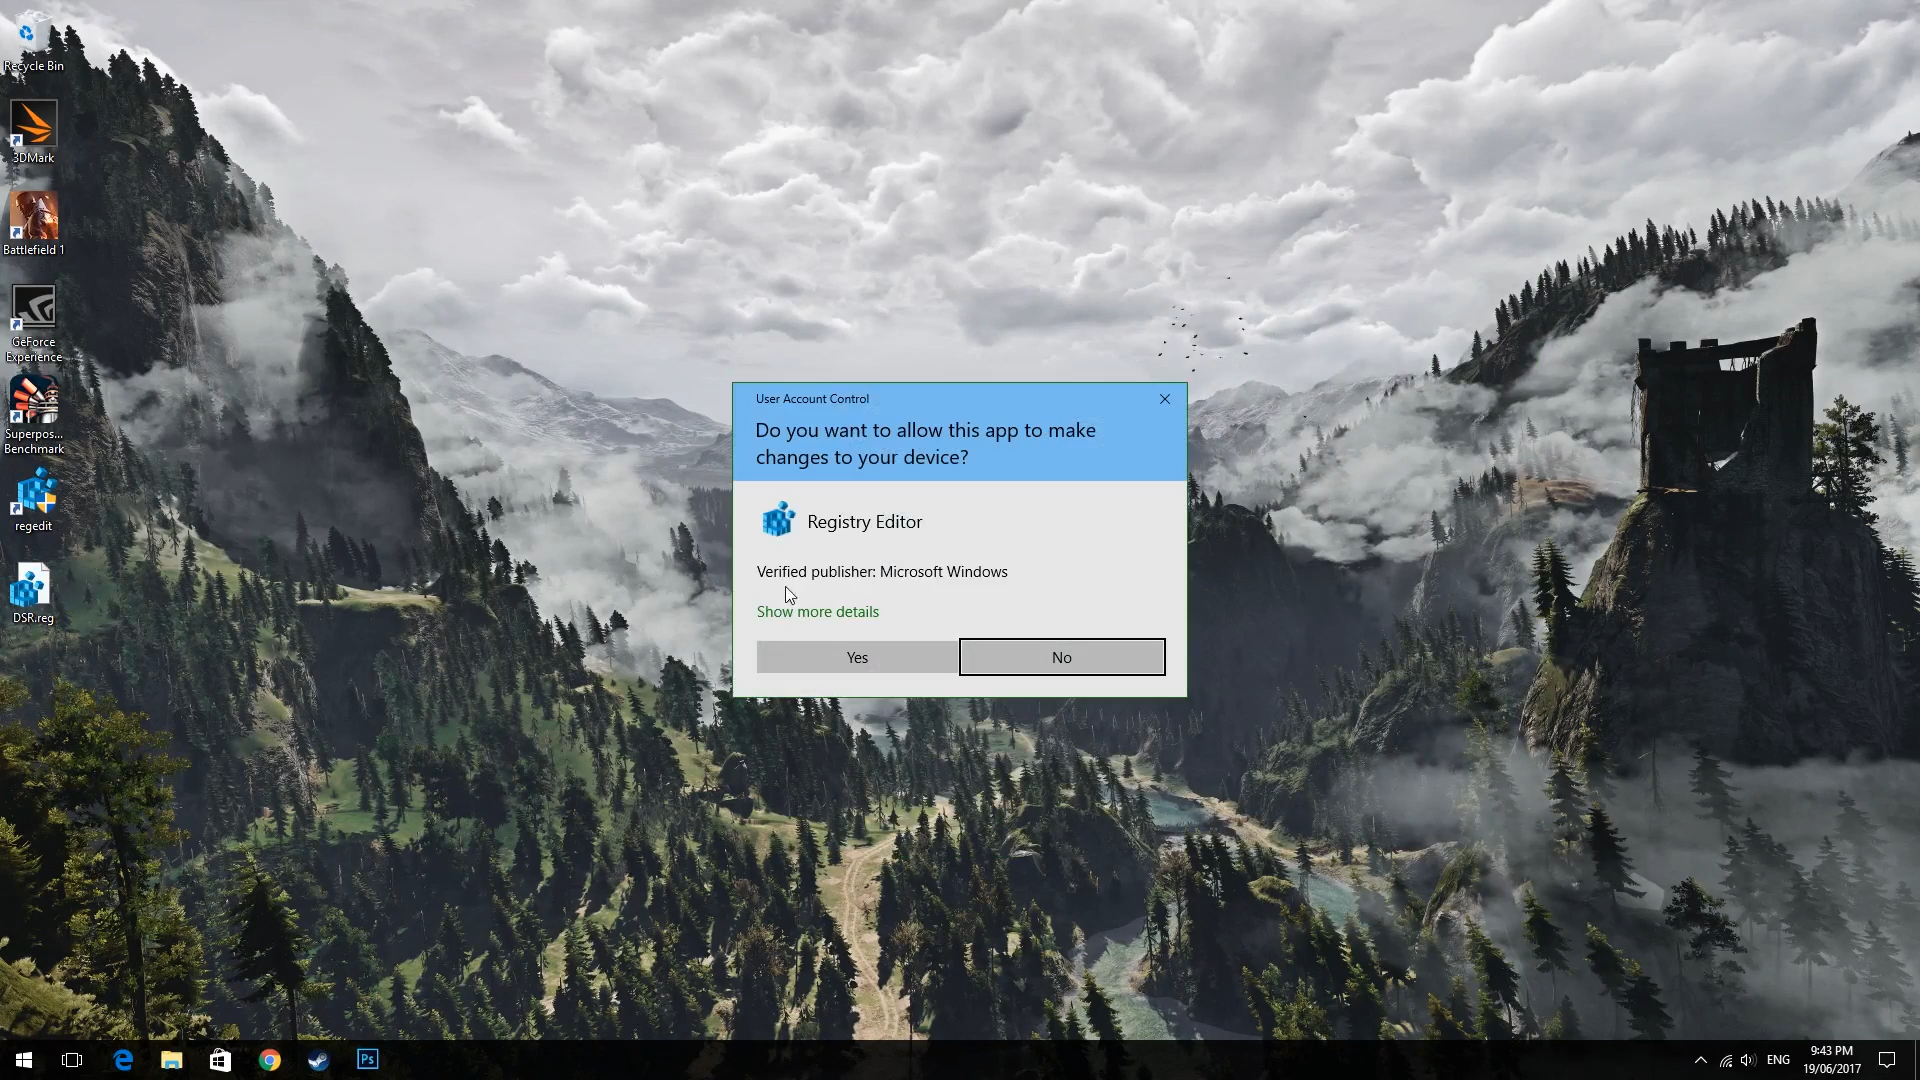 Recycle Bin
3DMark
Battlefield 1
GeForce
Experience
Superpos...
Benchmark
regedit
DSR.reg
User Account Control
Do you want to allow this app to make
changes to your device?
Registry Editor
Verified publisher: Microsoft Windows
Show more details
Yes
No
Ps
ENG
9:43 PM
19/06/2017